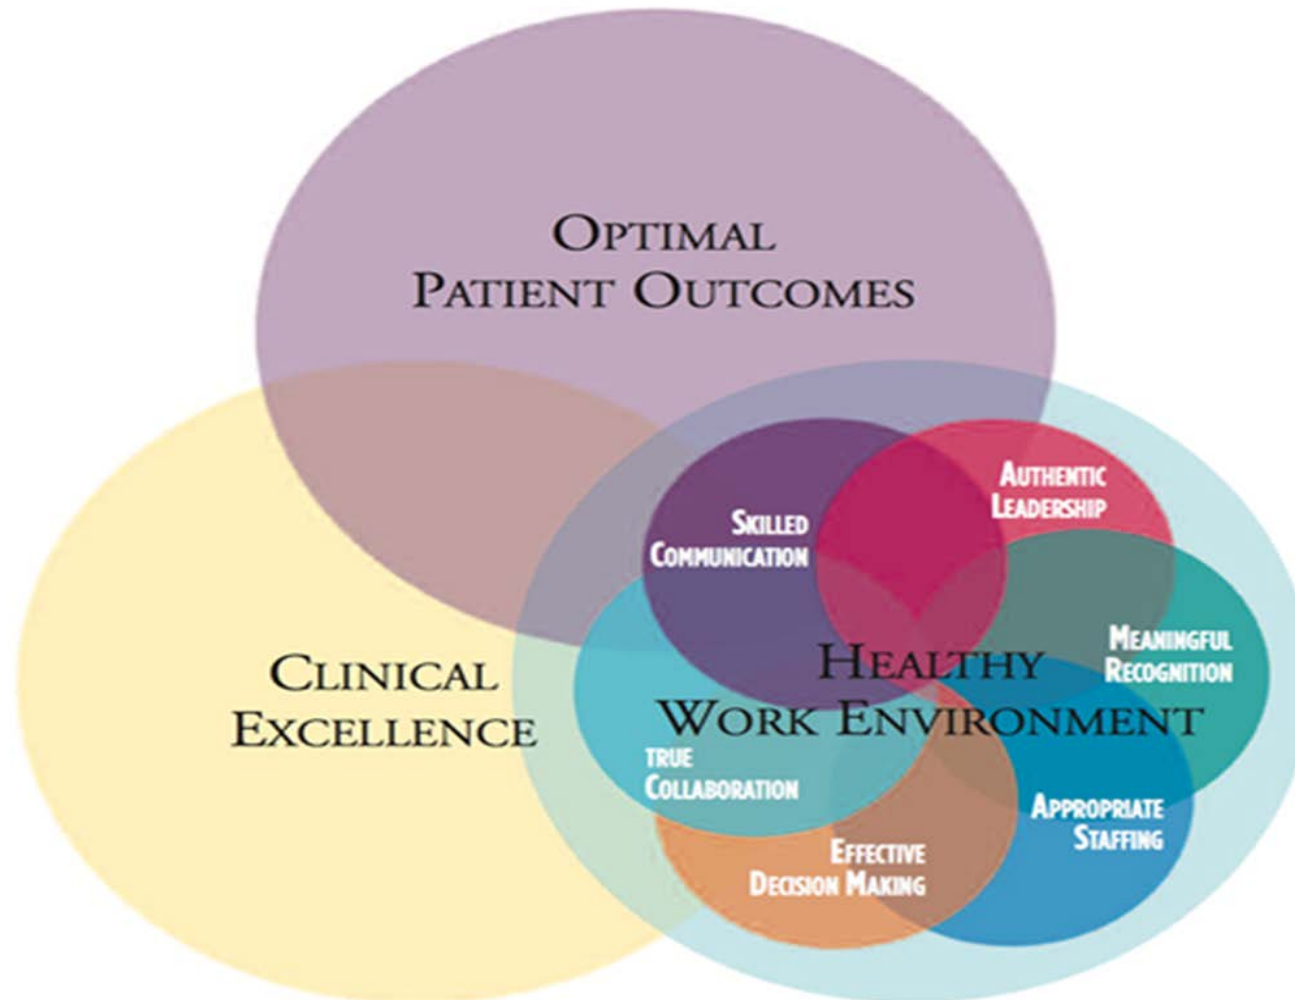 OPTIMAL
PATIENT OUTCOMES
AUTHENTIC
LEADERSHIP
SKILLED
COMMUNICATION
MEANINGFUL
RECOGNITION
HEALTHY
WORK ENVIRONMENT
CLINICAL
EXCELLENCE
TRUE
COLLABORATION
APPROPRIATE
STAFFING
EFFECTIVE
DECISION MAKING